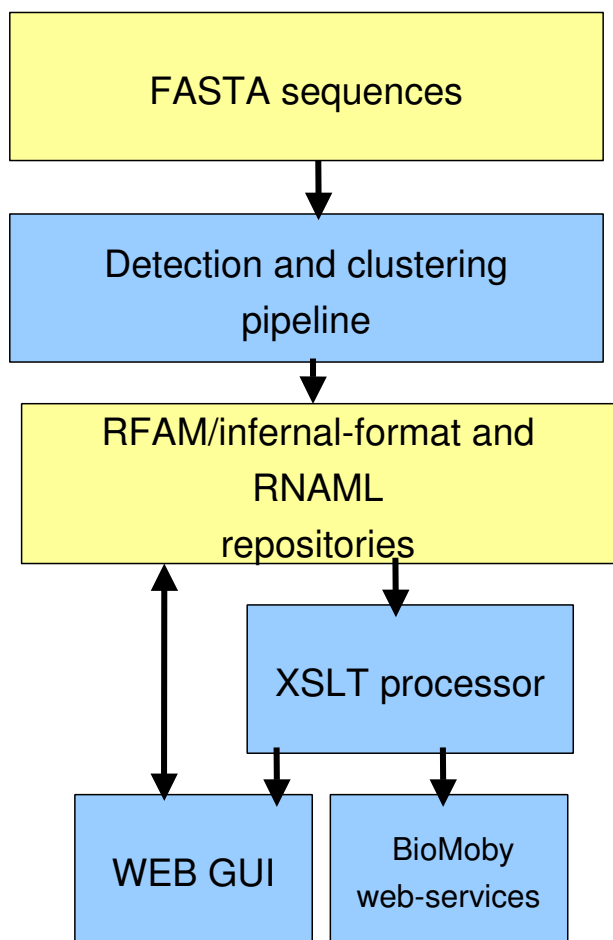 FASTA sequences
Detection and clustering
pipeline
RFAM/infernal-format and
RNAML
repositories
XSLT processor
WEB GUI
BioMoby
web-services